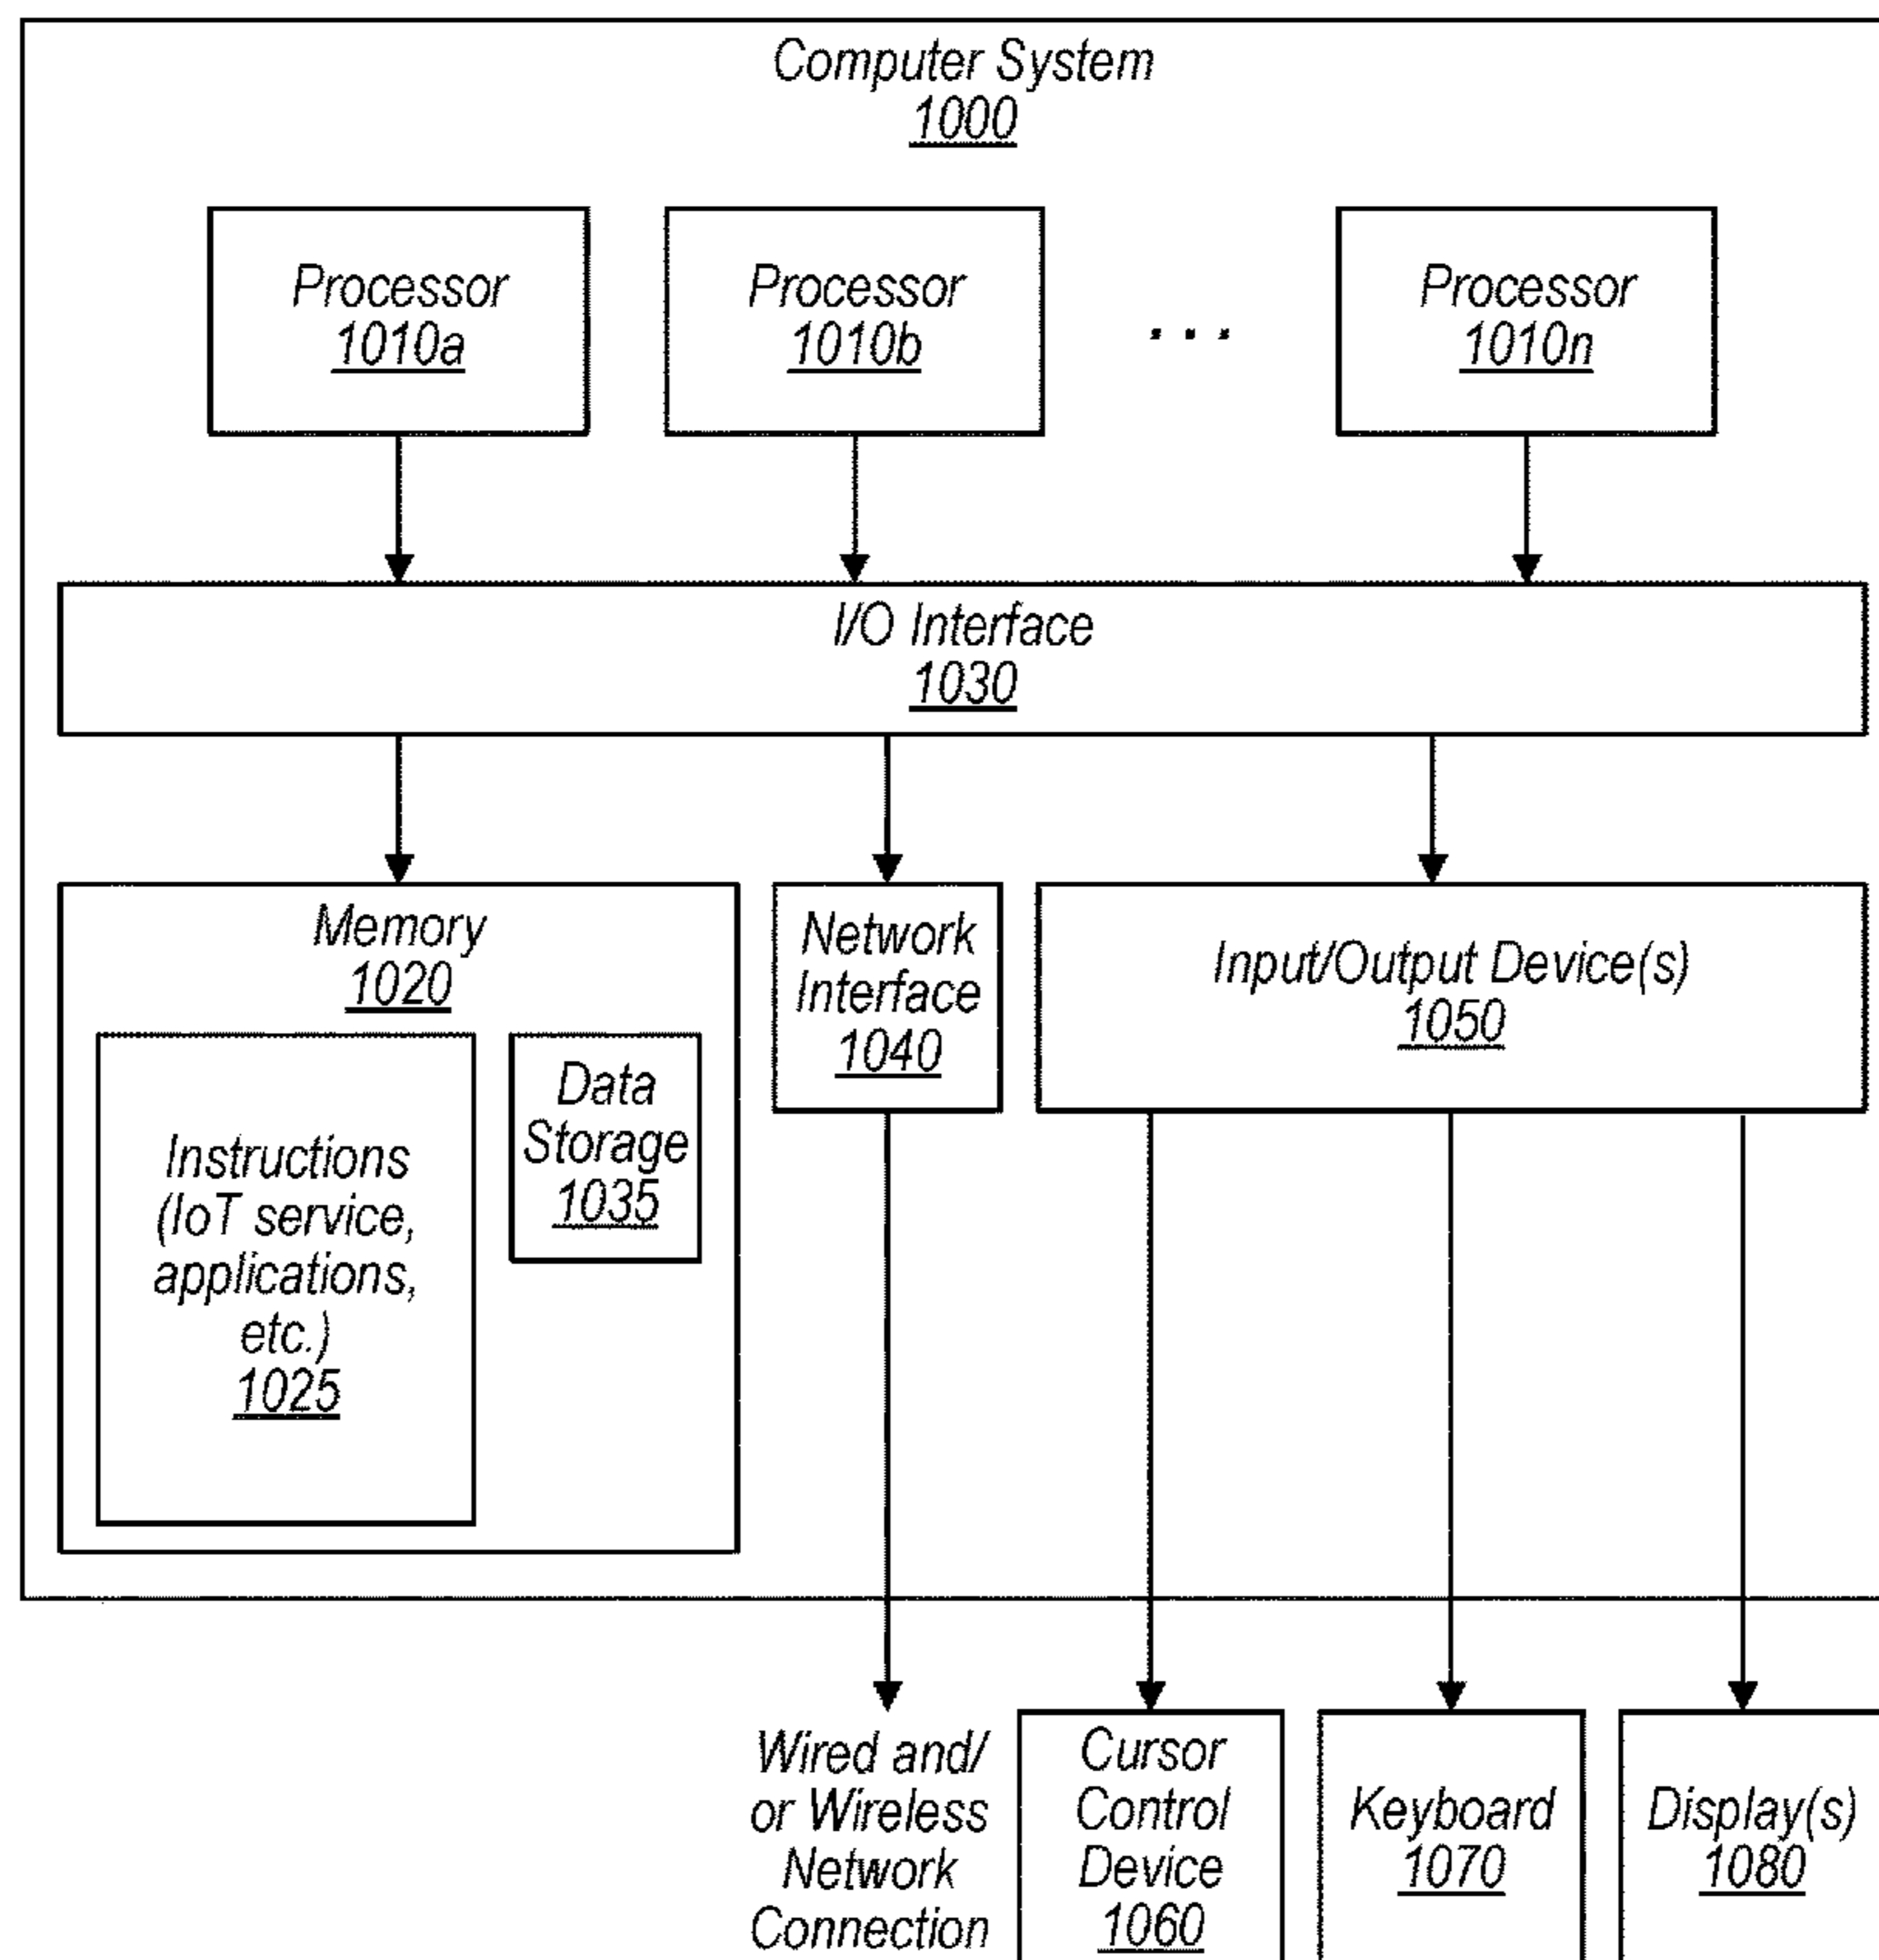 Computer System
1000
Processor
1010a
Processor
1010b
...
Processor
1010n
I/O Interface
1030
Memory
1020
Instructions
(IoT service,
applications,
etc.)
1025
Data
Storage
1035
Network
Interface
1040
Input/Output Device(s)
1050
Wired and/
or Wireless
Network
Connection
Cursor
Control
Device
1060
Keyboard
1070
Display(s)
1080